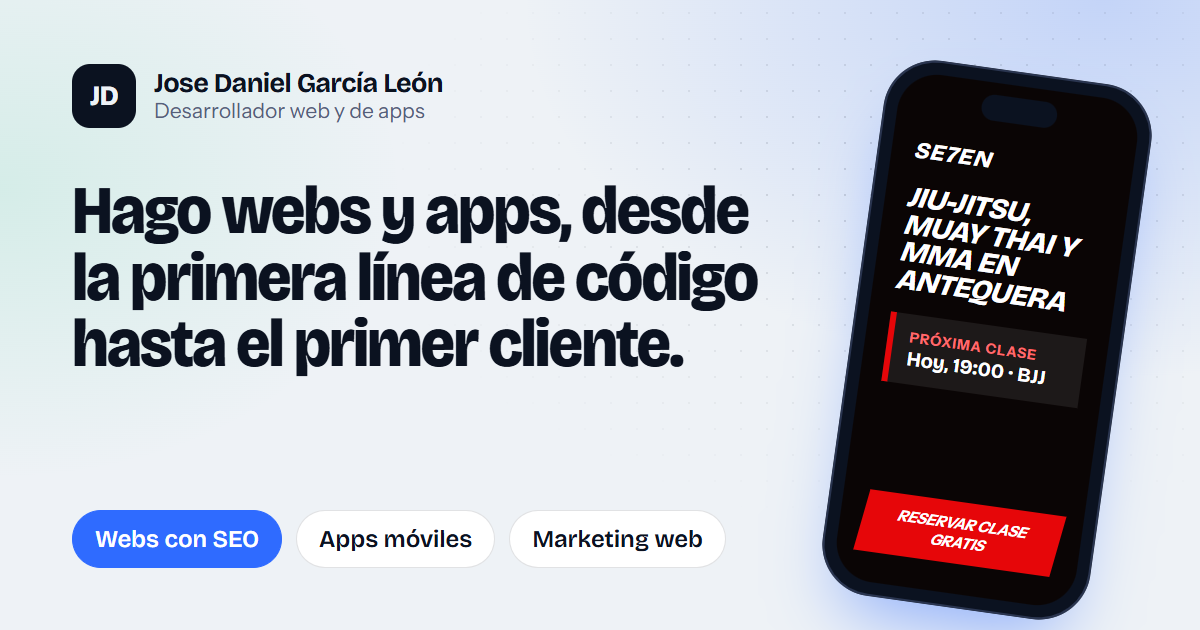 JD
Jose Daniel García León
Desarrollador web y de apps
Hago webs y apps, desde
la primera línea de código
hasta el primer cliente.
Webs con SEO
Apps móviles
Marketing web
SE7EN
JIU-JITSU,
MUAY THAI Y
MMA EN
ANTEQUERA
PRÓXIMA CLASE
Hoy, 19:00 · BJJ
RESERVAR CLASE
GRATIS